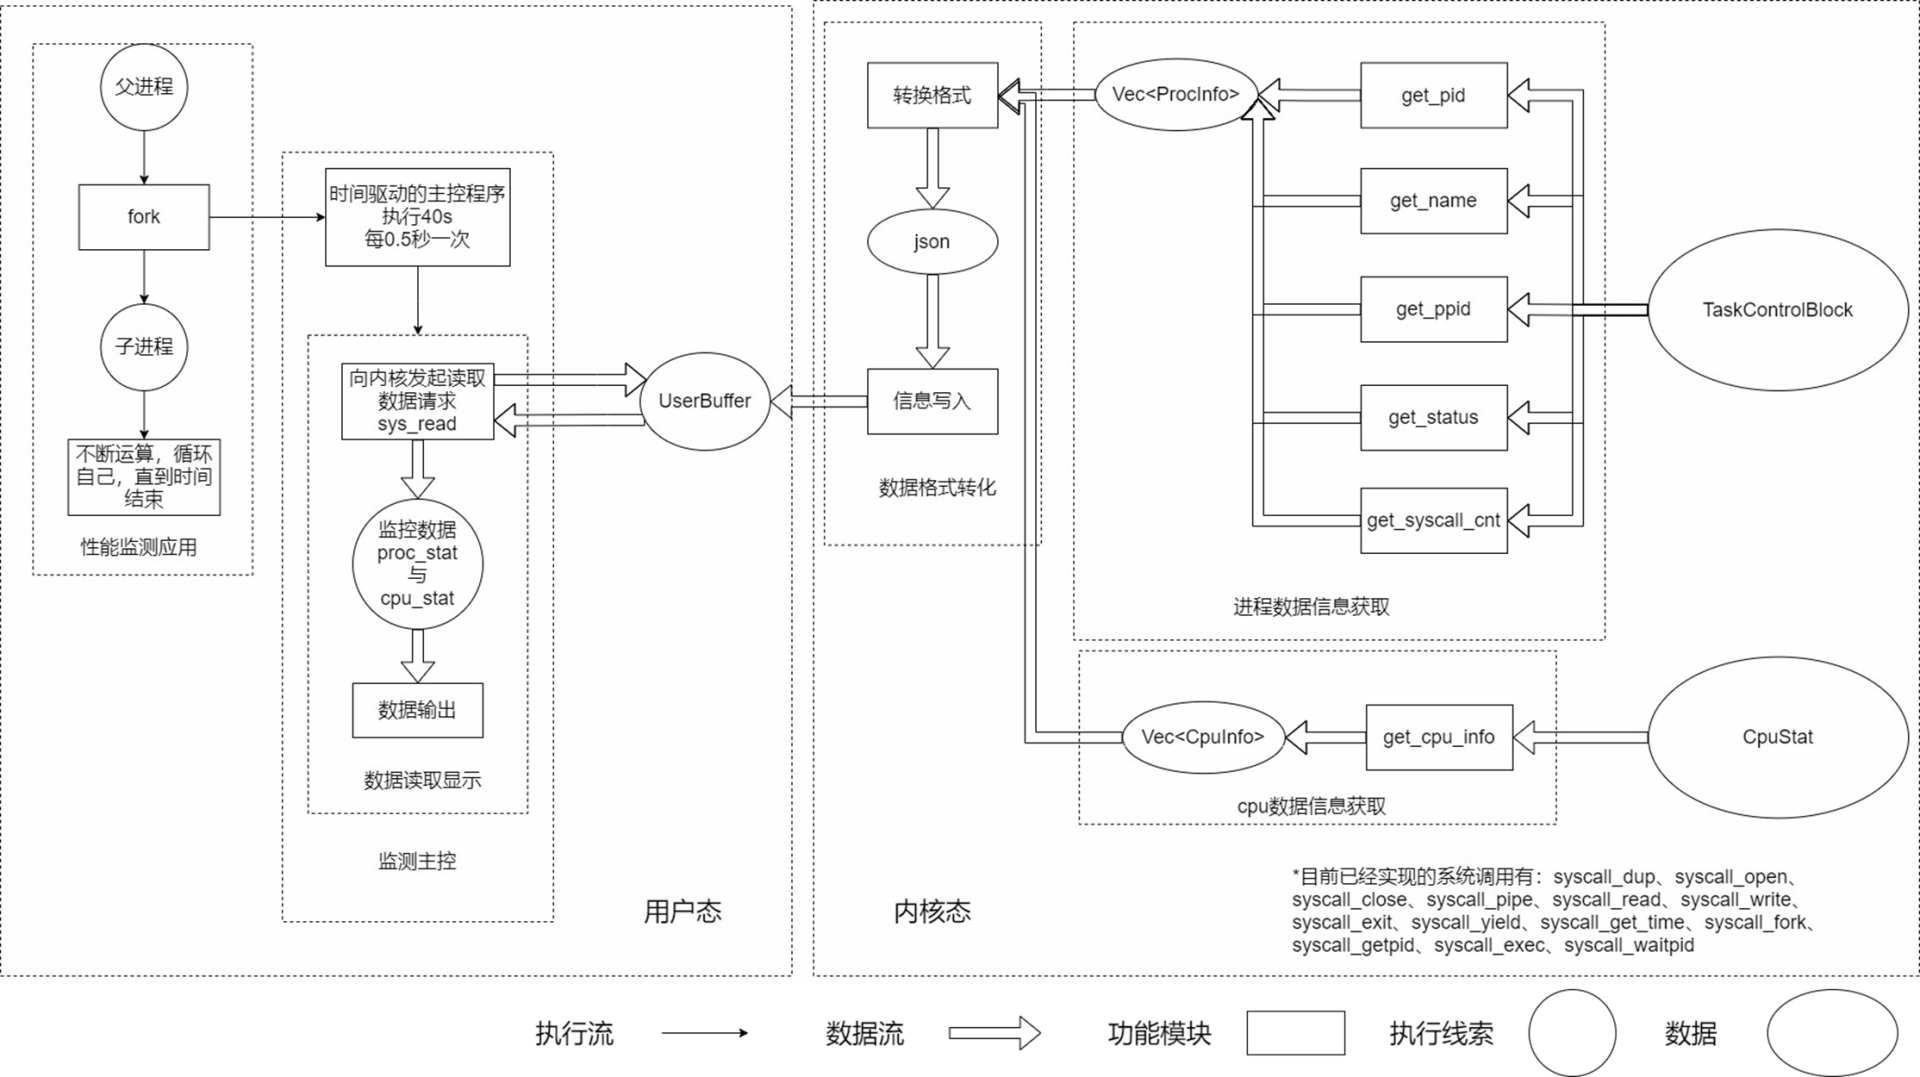 父进程
fork
子进程
不断运算，循环
自己，直到时间
结束
性能监测应用
时间驱动的主控程序
执行40s
每0.5秒一次
向内核发起读取
数据请求
sys_read
监控数据
proc_stat
与
cpu_stat
数据输出
数据读取显示
监测主控
用户态
UserBuffer
转换格式
json
信息写入
数据格式转化
Vec<ProcInfo>
get_pid
get_name
get_ppid
get_status
get_syscall_cnt
进程数据信息获取
TaskControlBlock
Vec<CpuInfo>
get_cpu_info
cpu数据信息获取
CpuStat
内核态
*目前已经实现的系统调用有：syscall_dup、syscall_open、
syscall_close、syscall_pipe、syscall_read、syscall_write、
syscall_exit、syscall_yield、syscall_get_time、syscall_fork、
syscall_getpid、syscall_exec、syscall_waitpid
执行流
数据流
功能模块
执行线索
数据